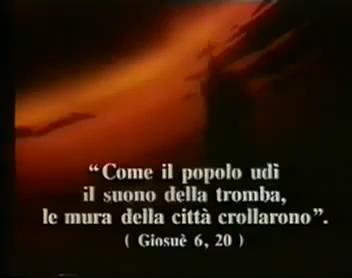 “Come il popolo udì
il suono della tromba,
le mura della città crollarono”.
( Giosuè 6, 20 )